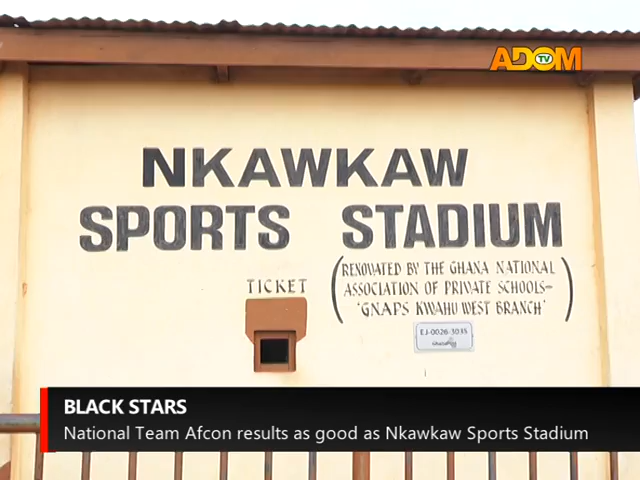 ADOM
TV
NKAWKAW
SPORTS STADIUM
(RENOVATED BY THE GHANA NATIONAL
ASSOCIATION OF PRIVATE SCHOOLS-
'GNAPS KWAHU WEST BRANCH')
TICKET
EJ-0026-3035
BLACK STARS
National Team Afcon results as good as Nkawkaw Sports Stadium